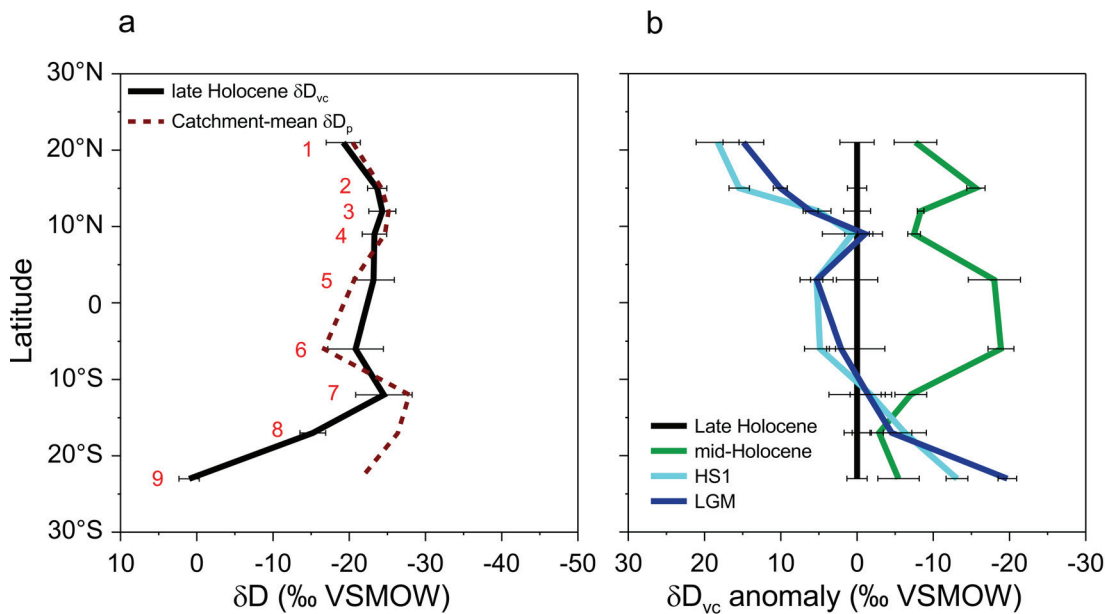 a
30°N
20°N
10°N
0
10°S
20°S
30°S
Latitude
late Holocene δDvc
Catchment-mean δDp
1
2
3
4
5
6
7
8
9
10
0
-10
-20
-30
-40
-50
δD (‰ VSMOW)
b
Late Holocene
mid-Holocene
HS1
LGM
30
20
10
0
-10
-20
-30
δDvc anomaly (‰ VSMOW)